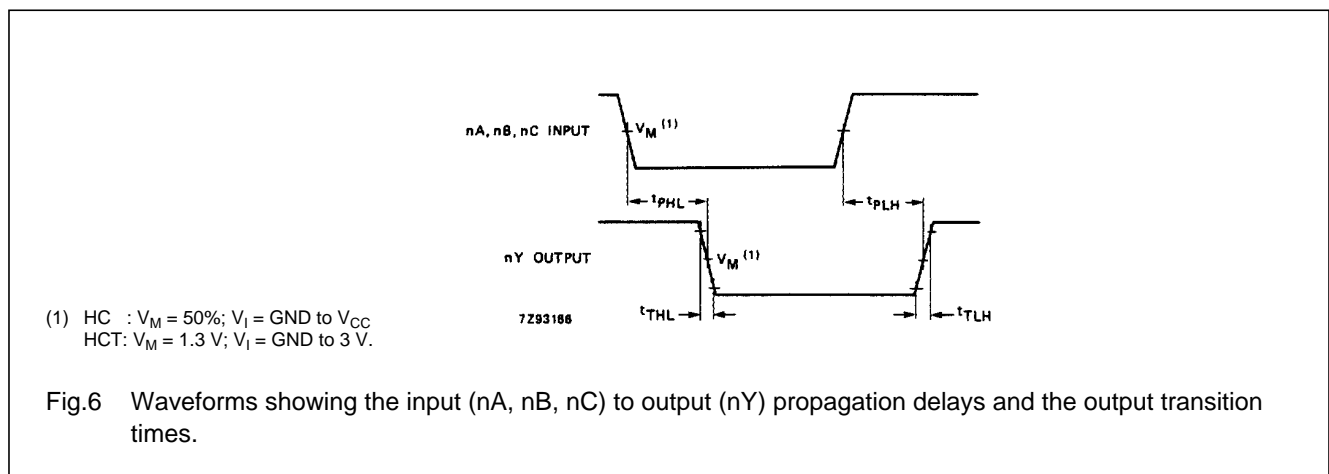 nA, nB, nC INPUT
VM (1)
tPHL
tPLH
nY OUTPUT
VM (1)
tTHL
tTLH
7Z93166
(1) HC : VM = 50%; VI = GND to VCC
HCT: VM = 1.3 V; VI = GND to 3 V.
Fig.6 Waveforms showing the input (nA, nB, nC) to output (nY) propagation delays and the output transition
times.